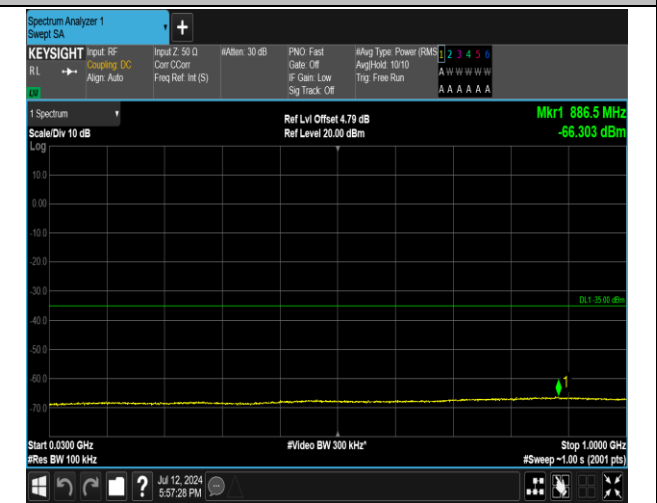 Spectrum Analyzer 1
Swept SA
+
KEYSIGHT Input: RF Input Z: 50 Ω #Atten: 30 dB PNO: Fast #Avg Type: Power (RMS 1 2 3 4 5 6
RL Coupling: DC Corr CCorr Gate: Off Avg|Hold: 10/10 A W W W W W
Align: Auto Freq Ref: Int (S) IF Gain: Low Trig: Free Run
Sig Track: Off A A A A A A
1 Spectrum Ref Lvl Offset 4.79 dB Mkr1 886.5 MHz
Scale/Div 10 dB Ref Level 20.00 dBm -66.303 dBm
Log
10.0
0.00
-10.0
-20.0
-30.0
DL1 -35.00 dBm
-40.0
-50.0
-60.0
1
-70.0
Start 0.0300 GHz #Video BW 300 kHz* Stop 1.0000 GHz
#Res BW 100 kHz #Sweep ~1.00 s (2001 pts)
? Jul 12, 2024
5:57:28 PM